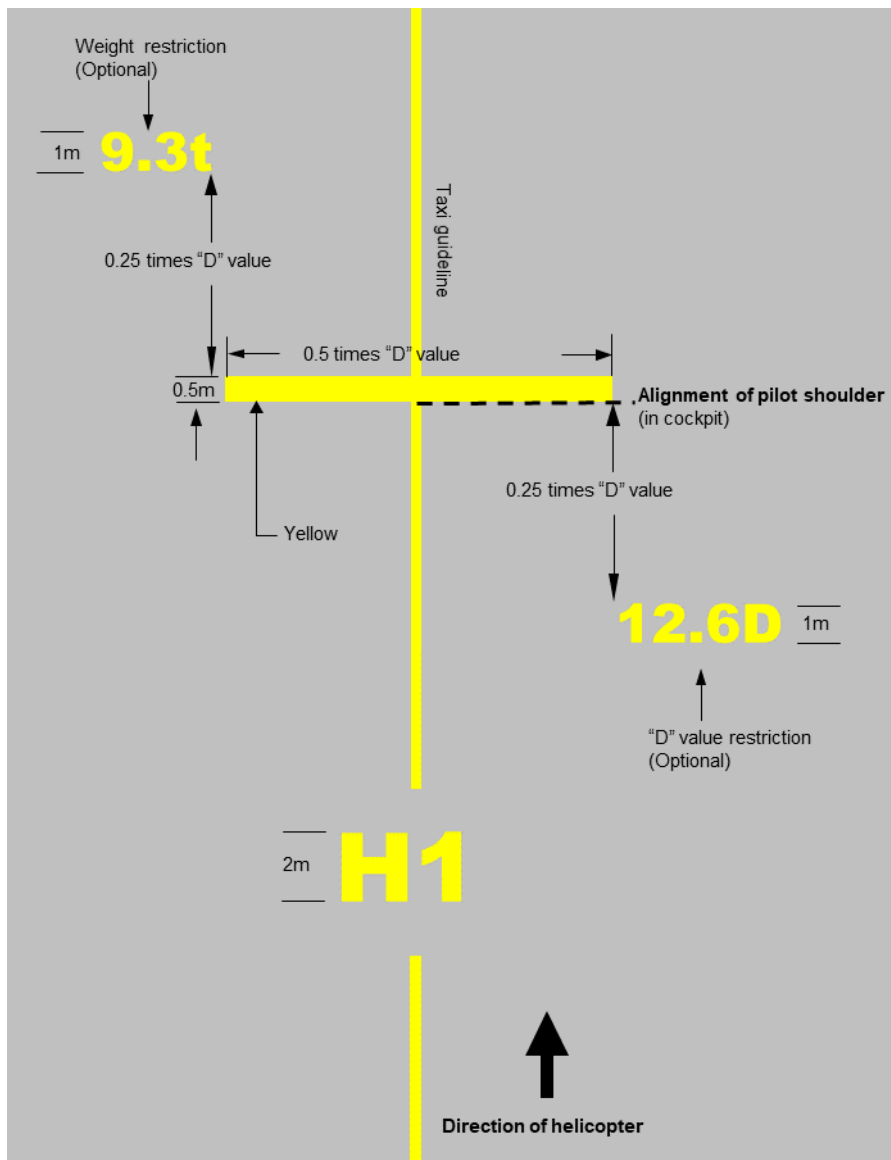 Weight restriction
(Optional)
1m
9.3t
Taxi guideline
0.25 times “D” value
0.5 times “D” value
0.5m
Alignment of pilot shoulder
(in cockpit)
0.25 times “D” value
Yellow
12.6D
1m
“D” value restriction
(Optional)
2m
H1
Direction of helicopter